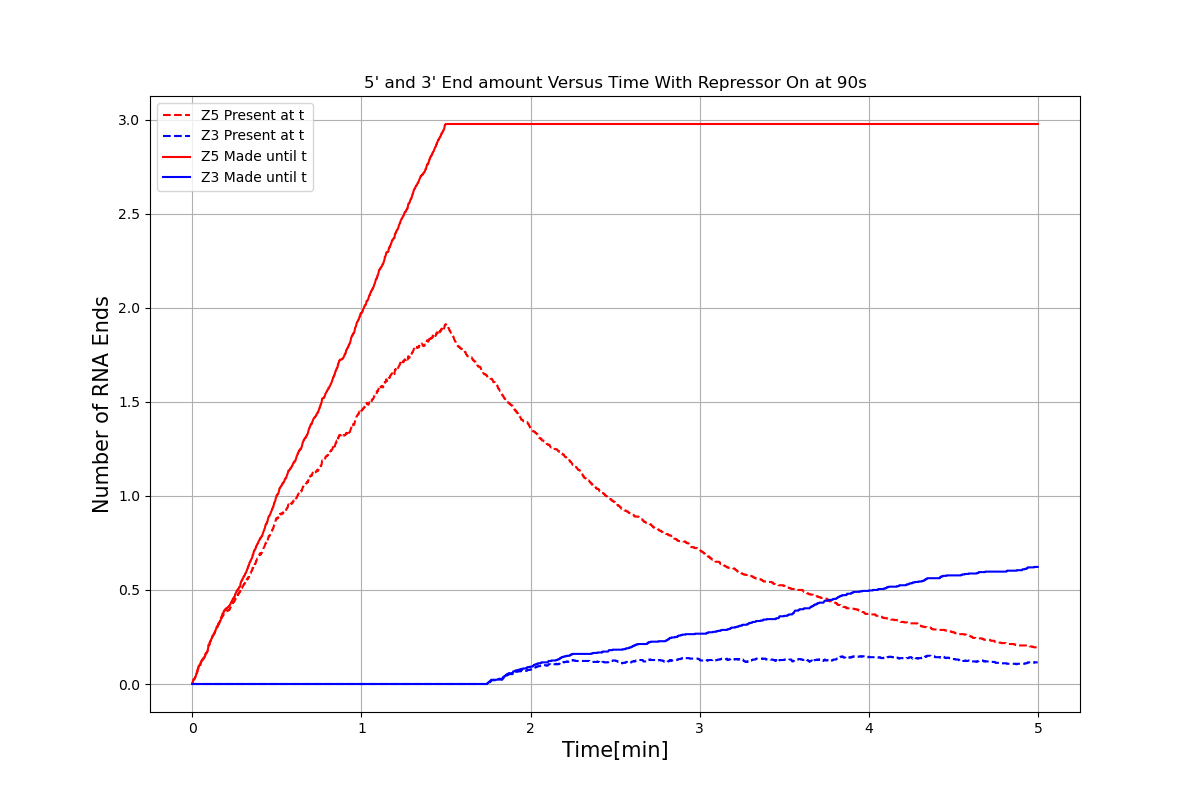 5' and 3' End amount Versus Time With Repressor On at 90s
Z5 Present at t
Z3 Present at t
Z5 Made until t
Z3 Made until t
3.0
2.5
2.0
1.5
1.0
0.5
0.0
Number of RNA Ends
0 1 2 3 4 5
Time[min]